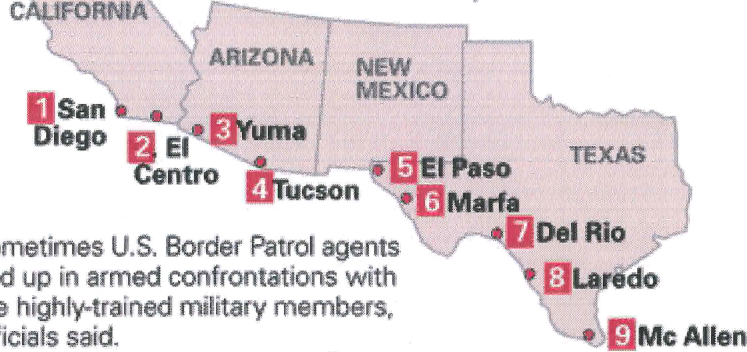 CALIFORNIA
ARIZONA
NEW
MEXICO
TEXAS
1 San
Diego
2 El
Centro
3 Yuma
4 Tucson
5 El Paso
6 Marfa
7 Del Rio
8 Laredo
9 Mc Allen
ometimes U.S. Border Patrol agents
d up in armed confrontations with
e highly-trained military members,
ficials said.